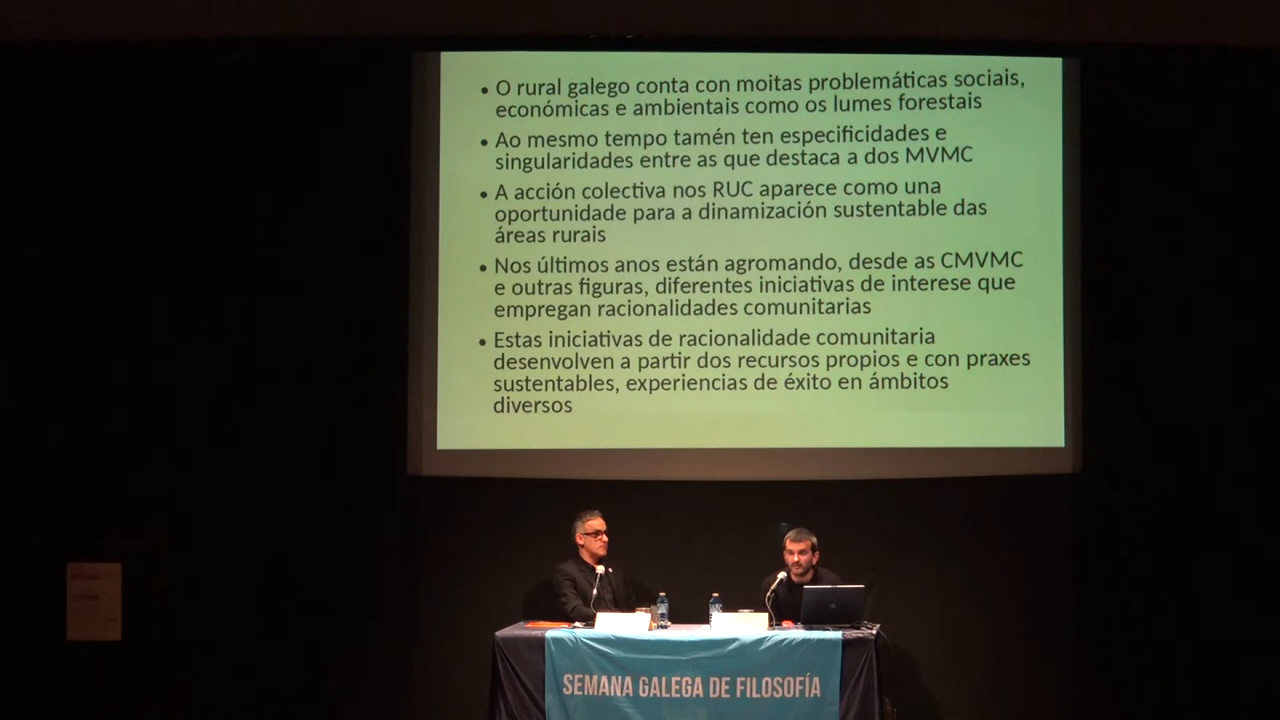 • O rural galego conta con moitas problemáticas sociais,
económicas e ambientais como os lumes forestais
• Ao mesmo tempo tamén ten especificidades e
singularidades entre as que destaca a dos MVMC
• A acción colectiva nos RUC aparece como una
oportunidade para a dinamización sustentable das
áreas rurais
• Nos últimos anos están agromando, desde as CMVMC
e outras figuras, diferentes iniciativas de interese que
empregan racionalidades comunitarias
• Estas iniciativas de racionalidade comunitaria
desenvolven a partir dos recursos propios e con praxes
sustentables, experiencias de éxito en ámbitos
diversos
SEMANA GALEGA DE FILOSOFÍA